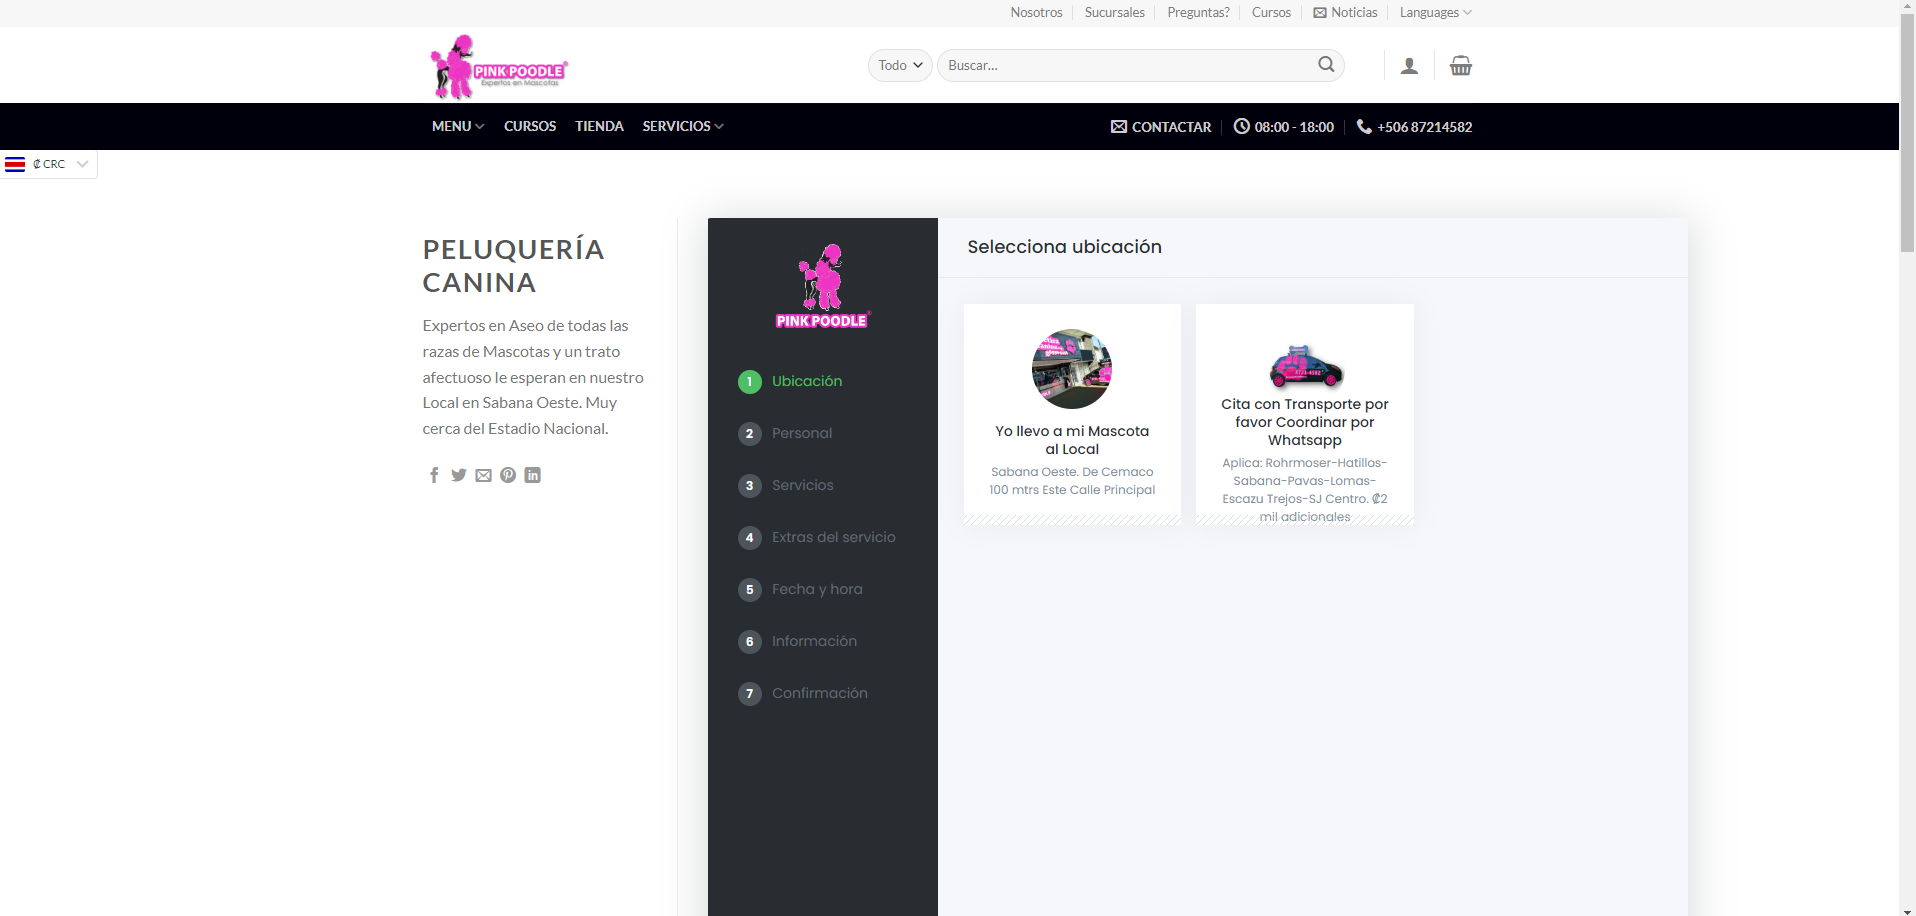 Nosotros
Sucursales
Preguntas?
Cursos
Noticias
Languages
PINK POODLE®
Expertos en Mascotas
Todo
Buscar...
MENU
CURSOS
TIENDA
SERVICIOS
CONTACTAR
08:00 - 18:00
+506 87214582
₡ CRC
PELUQUERÍA
CANINA
Expertos en Aseo de todas las
razas de Mascotas y un trato
afectuoso le esperan en nuestro
Local en Sabana Oeste. Muy
cerca del Estadio Nacional.
PINK POODLE®
1 Ubicación
2 Personal
3 Servicios
4 Extras del servicio
5 Fecha y hora
6 Información
7 Confirmación
Selecciona ubicación
Yo llevo a mi Mascota
al Local
Sabana Oeste. De Cemaco
100 mtrs Este Calle Principal
Cita con Transporte por
favor Coordinar por
Whatsapp
Aplica: Rohrmoser-Hatillos-
Sabana-Pavas-Lomas-
Escazu Trejos-SJ Centro. ₡2
mil adicionales